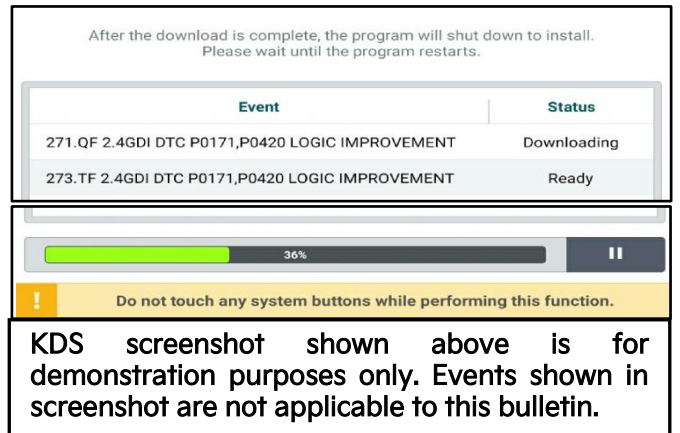 After the download is complete, the program will shut down to install.
Please wait until the program restarts.
Event Status
271.QF 2.4GDI DTC P0171,P0420 LOGIC IMPROVEMENT Downloading
273.TF 2.4GDI DTC P0171,P0420 LOGIC IMPROVEMENT Ready
36%
! Do not touch any system buttons while performing this function.
KDS screenshot shown above is for
demonstration purposes only. Events shown in
screenshot are not applicable to this bulletin.